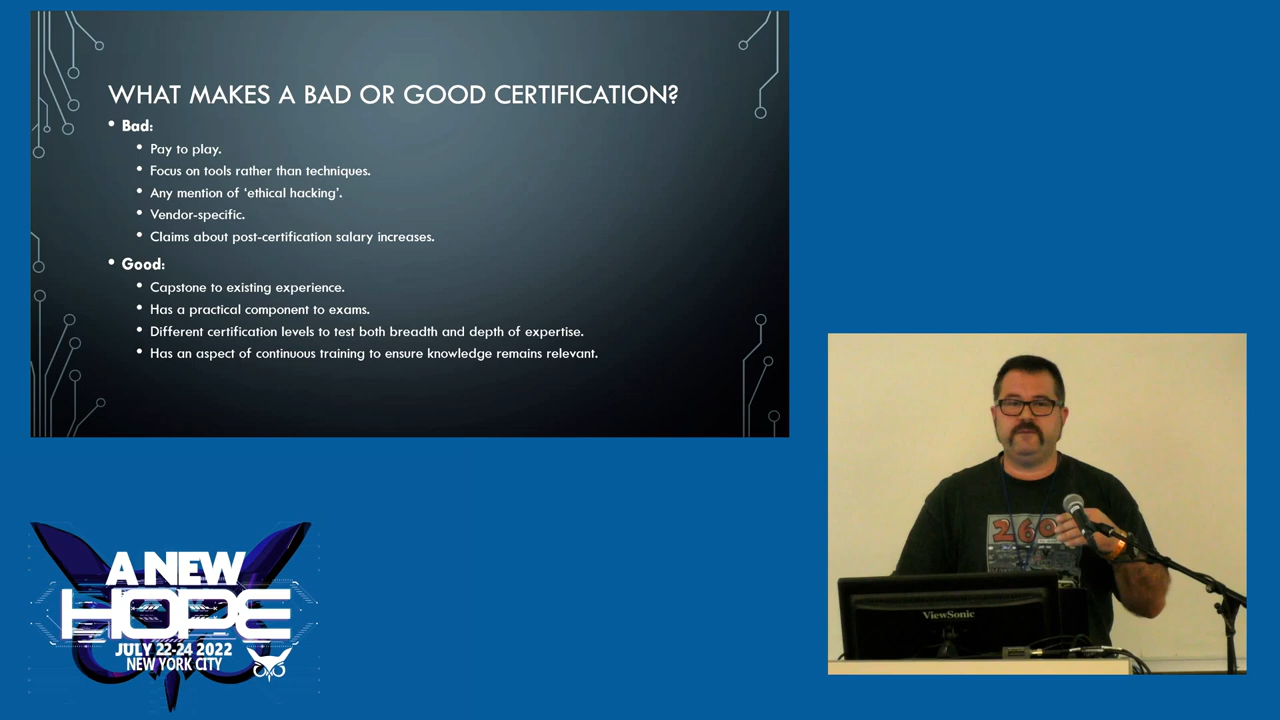 WHAT MAKES A BAD OR GOOD CERTIFICATION?
• Bad:
• Pay to play.
• Focus on tools rather than techniques.
• Any mention of ‘ethical hacking’.
• Vendor-specific.
• Claims about post-certification salary increases.
• Good:
• Capstone to existing experience.
• Has a practical component to exams.
• Different certification levels to test both breadth and depth of expertise.
• Has an aspect of continuous training to ensure knowledge remains relevant.
260
ViewSonic
A NEW
HOPE
JULY 22-24 2022
NEW YORK CITY